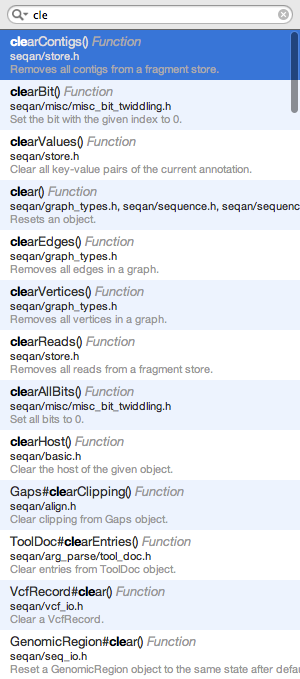 cle
clearContigs() Function
seqan/store.h
Removes all contigs from a fragment store.
clearBit() Function
seqan/misc/misc_bit_twiddling.h
Set the bit with the given index to 0.
clearValues() Function
seqan/store.h
Clear all key-value pairs of the current annotation.
clear() Function
seqan/graph_types.h, seqan/sequence.h, seqan/sequenc
Resets an object.
clearEdges() Function
seqan/graph_types.h
Removes all edges in a graph.
clearVertices() Function
seqan/graph_types.h
Removes all vertices in a graph.
clearReads() Function
seqan/store.h
Removes all reads from a fragment store.
clearAllBits() Function
seqan/misc/misc_bit_twiddling.h
Set all bits to 0.
clearHost() Function
seqan/basic.h
Clear the host of the given object.
Gaps#clearClipping() Function
seqan/align.h
Clear clipping from Gaps object.
ToolDoc#clearEntries() Function
seqan/arg_parse/tool_doc.h
Clear entries from ToolDoc object.
VcfRecord#clear() Function
seqan/vcf_io.h
Clear a VcfRecord.
GenomicRegion#clear() Function
seqan/seq_io.h
Reset a GenomicRegion object to the same state after defau